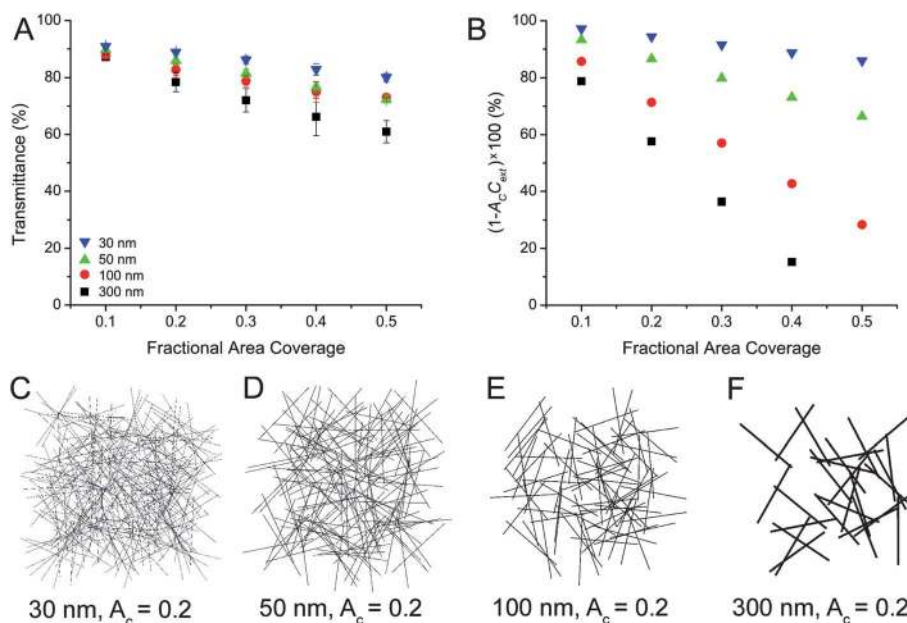 A
Transmittance (%)
100
80
60
40
20
0
30 nm
50 nm
100 nm
300 nm
0.1 0.2 0.3 0.4 0.5
Fractional Area Coverage
B
(1-A_C C_ext)×100 (%)
100
80
60
40
20
0
0.1 0.2 0.3 0.4 0.5
Fractional Area Coverage
C
D
E
F
30 nm, A_c = 0.2
50 nm, A_c = 0.2
100 nm, A_c = 0.2
300 nm, A_c = 0.2